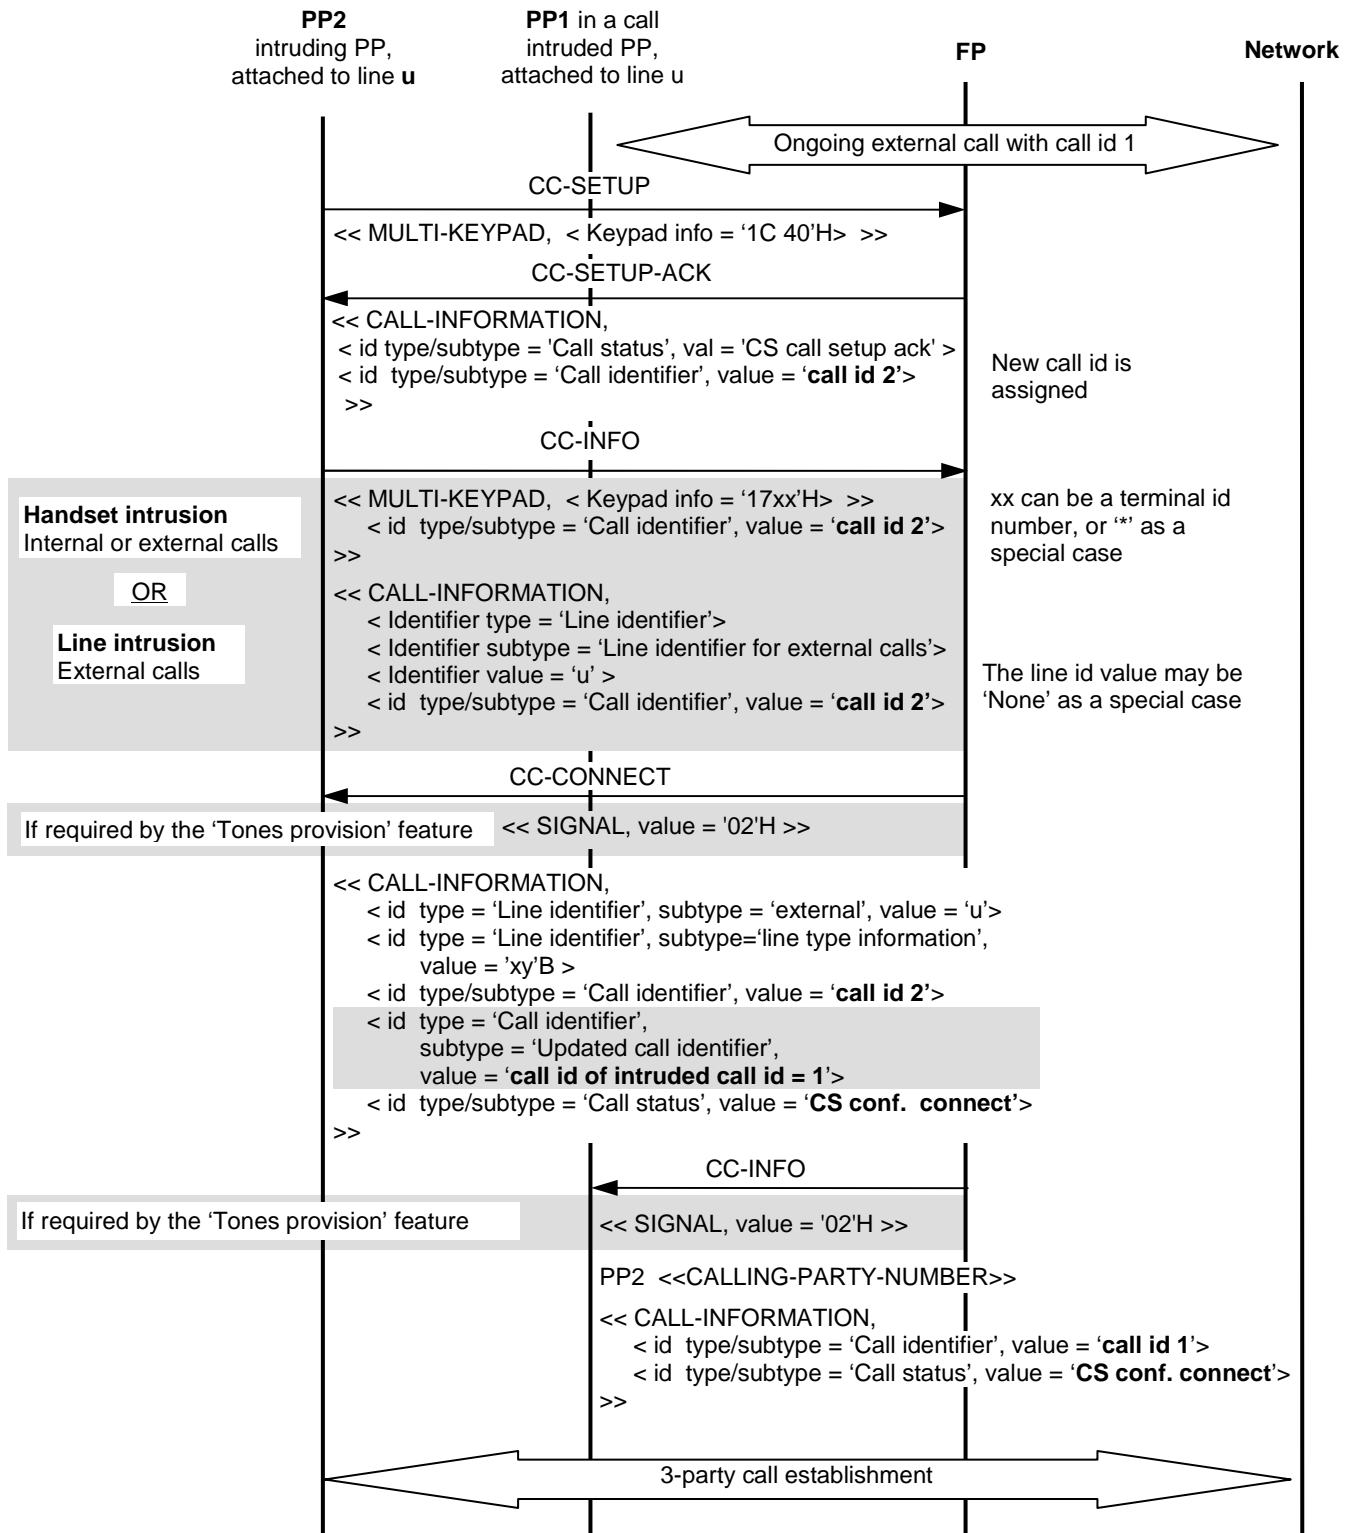 PP2
intruding PP,
attached to line u
PP1 in a call
intruded PP,
attached to line u
FP
Network
Ongoing external call with call id 1
CC-SETUP
<< MULTI-KEYPAD,  < Keypad info = ‘1C 40’H>  >>
CC-SETUP-ACK
<< CALL-INFORMATION,
< id type/subtype = 'Call status', val = 'CS call setup ack' >
< id  type/subtype = ‘Call identifier’, value = ‘call id 2’>
>>
New call id is
assigned
CC-INFO
Handset intrusion
Internal or external calls
OR
Line intrusion
External calls
<< MULTI-KEYPAD,  < Keypad info = ‘17xx’H>  >>
< id  type/subtype = ‘Call identifier’, value = ‘call id 2’>
>>
xx can be a terminal id
number, or ‘*’ as a
special case
<< CALL-INFORMATION,
< Identifier type = ‘Line identifier’>
< Identifier subtype = ‘Line identifier for external calls’>
< Identifier value = ‘u’ >
< id  type/subtype = ‘Call identifier’, value = ‘call id 2’>
>>
The line id value may be
‘None’ as a special case
CC-CONNECT
If required by the ‘Tones provision’ feature
<< SIGNAL, value = '02'H >>
<< CALL-INFORMATION,
< id  type = ‘Line identifier’, subtype = ‘external’, value = ‘u’>
< id  type = ‘Line identifier’, subtype=‘line type information’,
value = ’xy’B >
< id  type/subtype = ‘Call identifier’, value = ‘call id 2’>
< id  type = ‘Call identifier’,
subtype = ‘Updated call identifier’,
value = ‘call id of intruded call id = 1’>
< id  type/subtype = ‘Call status’, value = ‘CS conf.  connect’>
>>
CC-INFO
If required by the ‘Tones provision’ feature
<< SIGNAL, value = '02'H >>
PP2  <<CALLING-PARTY-NUMBER>>
<< CALL-INFORMATION,
< id  type/subtype = ‘Call identifier’, value = ‘call id 1’>
< id  type/subtype = ‘Call status’, value = ‘CS conf. connect’>
>>
3-party call establishment